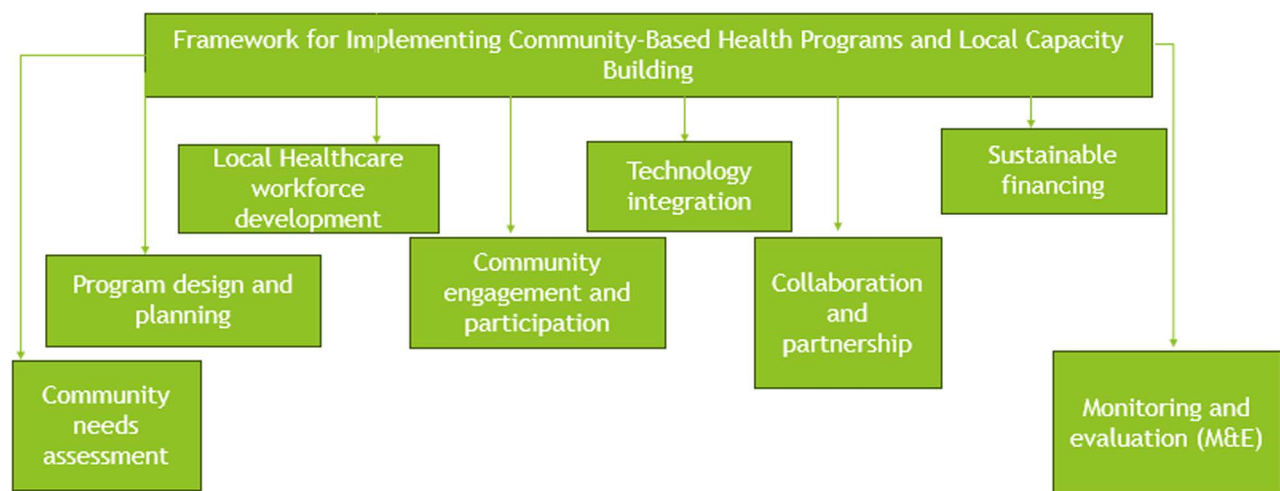 Framework for Implementing Community-Based Health Programs and Local Capacity
Building
Local Healthcare
workforce
development
Technology
integration
Sustainable
financing
Program design and
planning
Community
engagement and
participation
Collaboration
and
partnership
Community
needs
assessment
Monitoring and
evaluation (M&E)